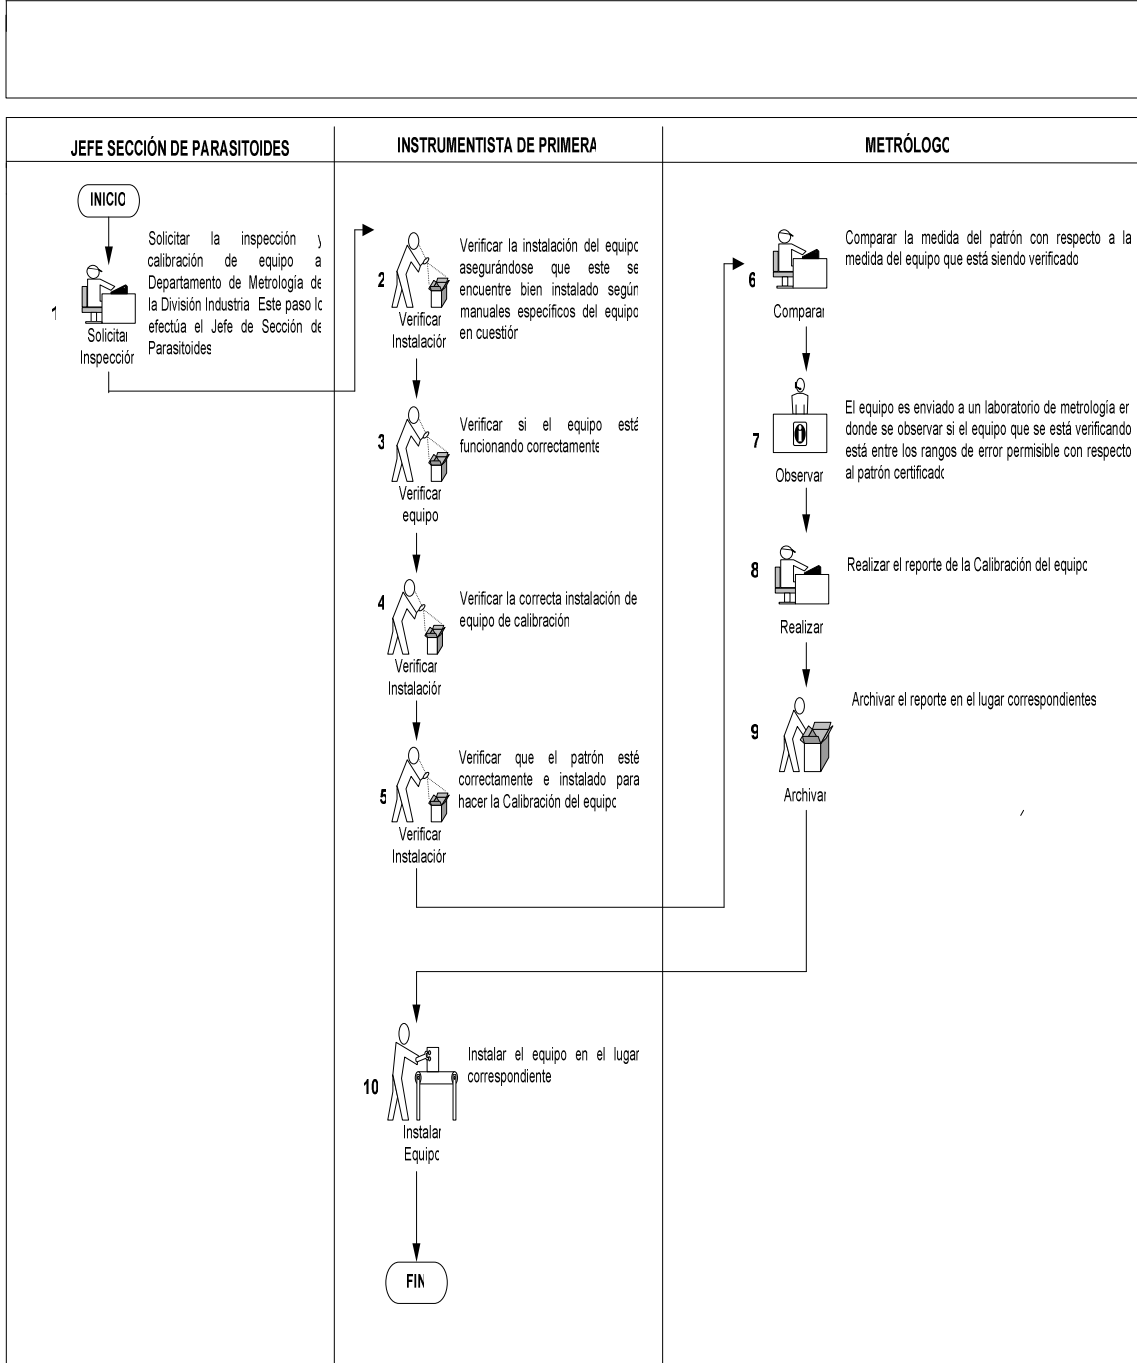 JEFE SECCIÓN DE PARASITOIDES
INICIO
1
Solicitar
Inspección
Solicitar la inspección y
calibración de equipo a
Departamento de Metrología de
la División Industria Este paso lo
efectúa el Jefe de Sección de
Parasitoides
INSTRUMENTISTA DE PRIMERA
2
Verificar
Instalación
Verificar la instalación del equipo
asegurándose que este se
encuentre bien instalado según
manuales específicos del equipo
en cuestión
3
Verificar
equipo
Verificar si el equipo está
funcionando correctamente
4
Verificar
Instalación
Verificar la correcta instalación de
equipo de calibración
5
Verificar
Instalación
Verificar que el patrón esté
correctamente e instalado para
hacer la Calibración del equipo
METRÓLOGO
6
Comparar
Comparar la medida del patrón con respecto a la
medida del equipo que está siendo verificado
7
Observar
El equipo es enviado a un laboratorio de metrología en
donde se observar si el equipo que se está verificando
está entre los rangos de error permisible con respecto
al patrón certificado
8
Realizar
Realizar el reporte de la Calibración del equipo
9
Archivar
Archivar el reporte en el lugar correspondientes
10
Instalar
Equipo
Instalar el equipo en el lugar
correspondiente
FIN